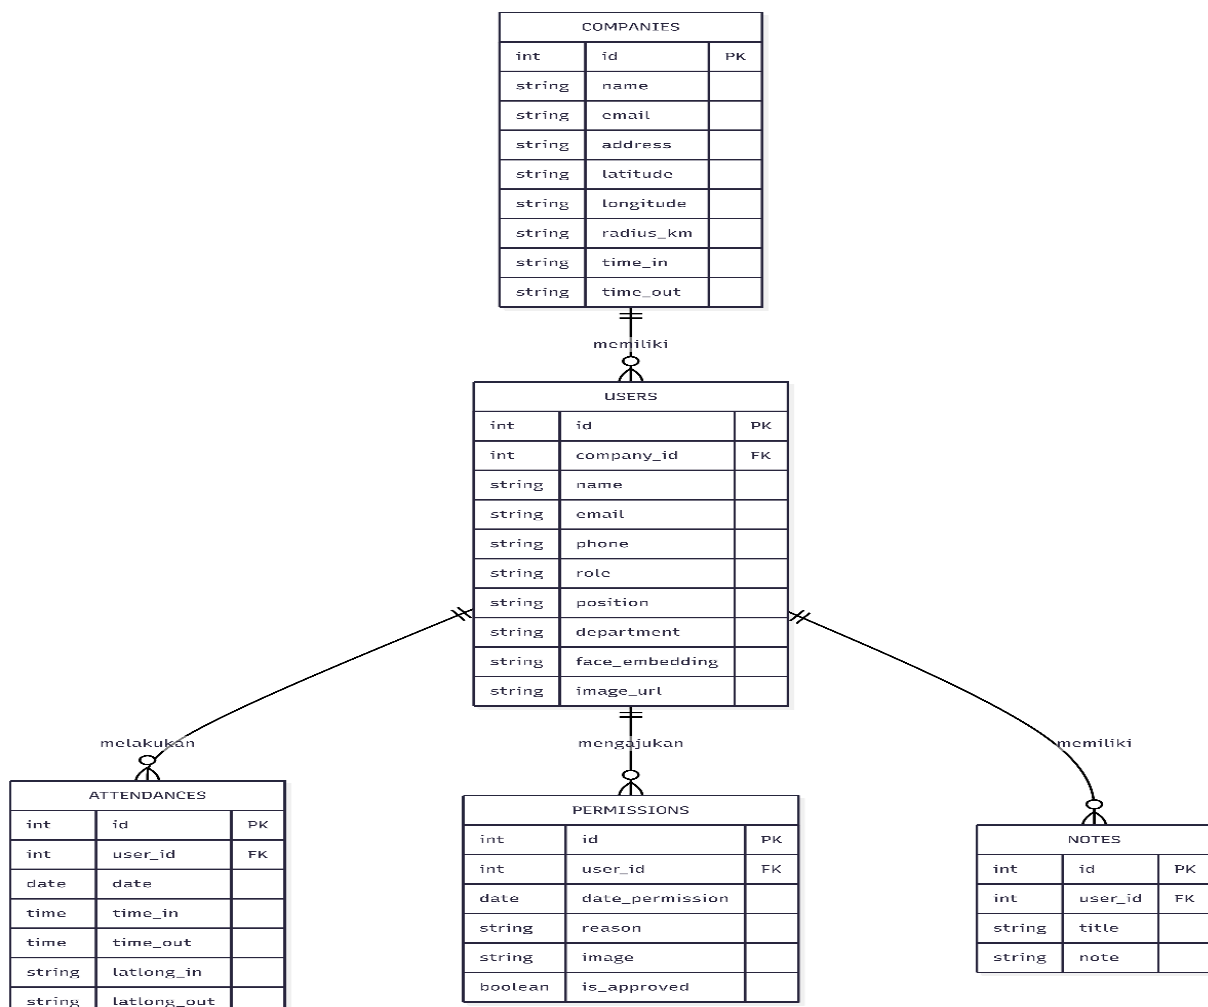 COMPANIES
int id PK
string name
string email
string address
string latitude
string longitude
string radius_km
string time_in
string time_out
memiliki
USERS
int id PK
int company_id FK
string name
string email
string phone
string role
string position
string department
string face_embedding
string image_url
melakukan
mengajukan
memiliki
ATTENDANCES
int id PK
int user_id FK
date date
time time_in
time time_out
string latlong_in
string latlong_out
PERMISSIONS
int id PK
int user_id FK
date date_permission
string reason
string image
boolean is_approved
NOTES
int id PK
int user_id FK
string title
string note